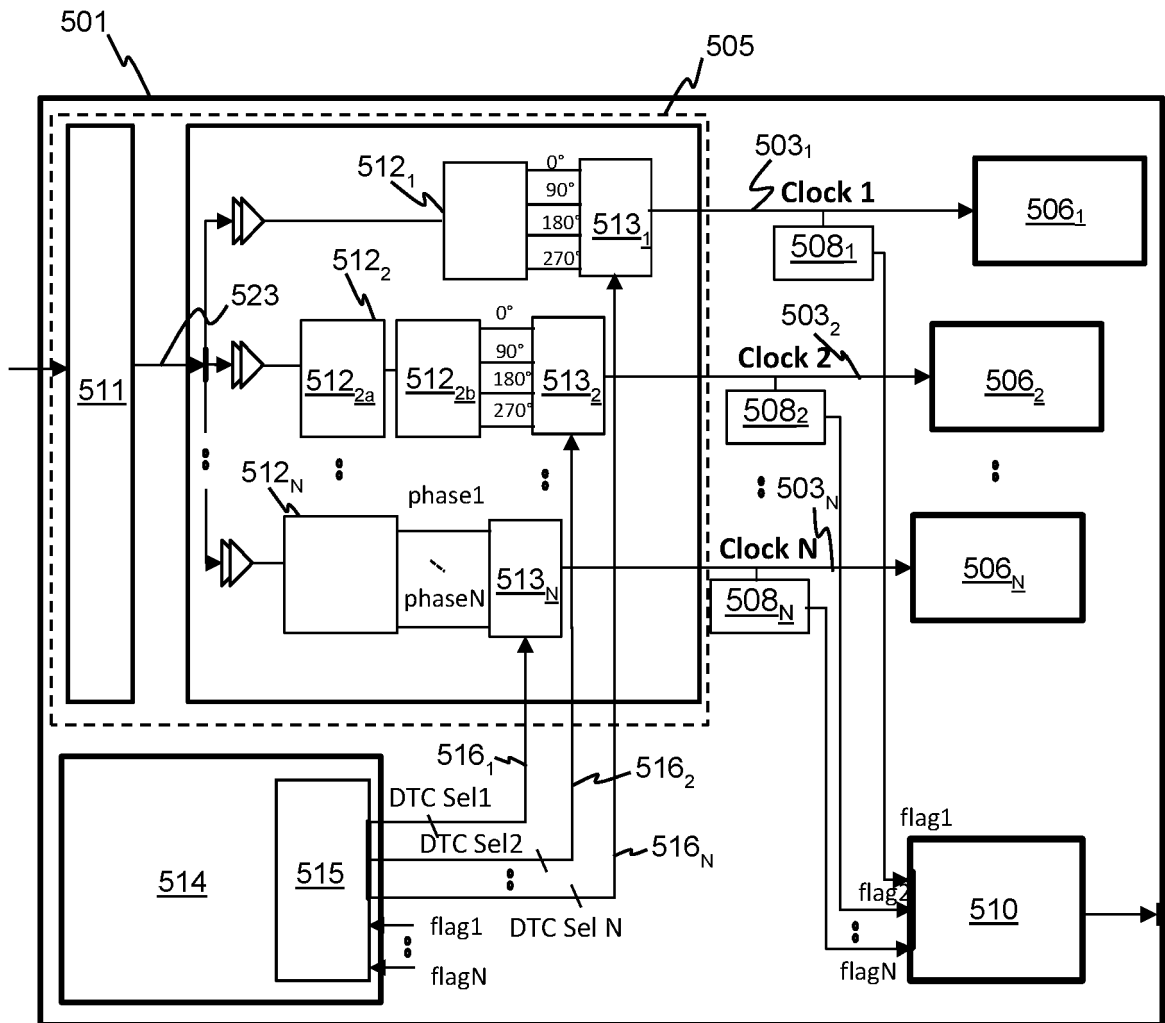 501
505
512₁
0°
90°
180°
270°
513₁
503₁
Clock 1
506₁
508₁
523
512₂
0°
90°
180°
270°
503₂
Clock 2
511
512₂ₐ
512₂b
513₂
506₂
508₂
512N
phase1
503N
Clock N
phaseN
513N
506N
508N
516₁
516₂
DTC Sel1
flag1
DTC Sel2
516N
514
515
flag2
510
DTC Sel N
flag1
flagN
flagN